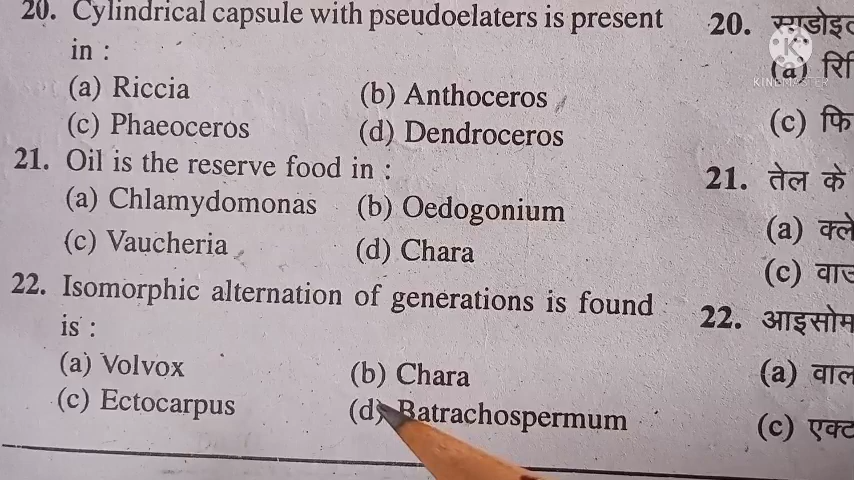 20. Cylindrical capsule with pseudoelaters is present
in :
(a) Riccia (b) Anthoceros
(c) Phaeoceros (d) Dendroceros
21. Oil is the reserve food in :
(a) Chlamydomonas (b) Oedogonium
(c) Vaucheria (d) Chara
22. Isomorphic alternation of generations is found
is :
(a) Volvox (b) Chara
(c) Ectocarpus (d) Batrachospermum
20.
(a) रि
(c) फि
21. तेल के
(a) क्ले
(c) वाउ
22. आइसोम
(a) वाल
(c) एक्ट
K
KINEMASTER